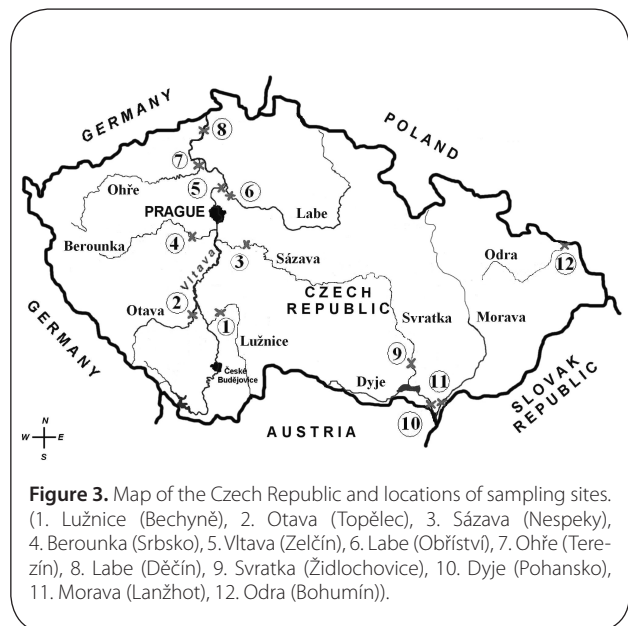 GERMANY
POLAND
8
7
Ohře
5
6
PRAGUE
Labe
Berounka
4
3
Sázava
Odra
12
Vltava
CZECH
REPUBLIC
Otava
2
1
Svratka
Morava
Lužnice
GERMANY
České
Budějovice
9
Dyje
11
SLOVAK
REPUBLIC
10
AUSTRIA
N
W E
S
Figure 3. Map of the Czech Republic and locations of sampling sites.
(1. Lužnice (Bechyně), 2. Otava (Topělec), 3. Sázava (Nespeky),
4. Berounka (Srbsko), 5. Vltava (Zelčín), 6. Labe (Obříství), 7. Ohře (Tere-
zín), 8. Labe (Děčín), 9. Svratka (Židlochovice), 10. Dyje (Pohansko),
11. Morava (Lanžhot), 12. Odra (Bohumín)).